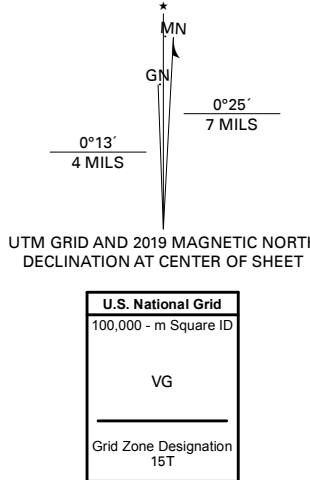 ★
MN
GN
0°25´
7 MILS
0°13´
4 MILS
UTM GRID AND 2019 MAGNETIC NORTH
DECLINATION AT CENTER OF SHEET
U.S. National Grid
100,000 - m Square ID
VG
Grid Zone Designation
15T